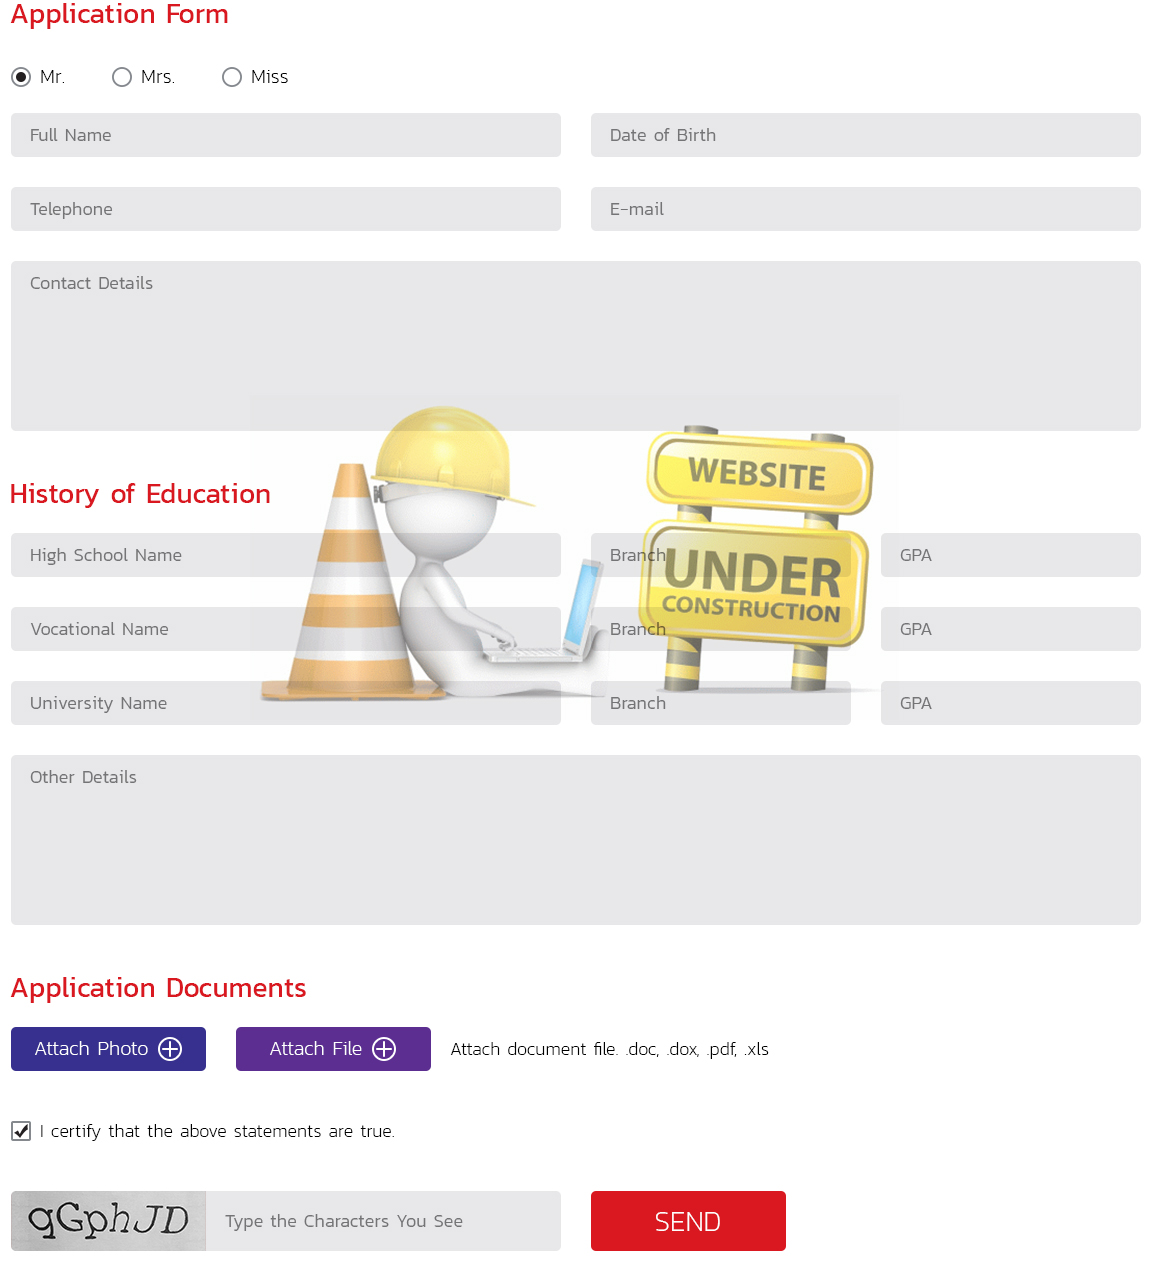 Application Form
Mr. Mrs. Miss
Full Name Date of Birth
Telephone E-mail
Contact Details
WEBSITE
History of Education
UNDER
CONSTRUCTION
High School Name Branch GPA
Vocational Name Branch GPA
University Name Branch GPA
Other Details
Application Documents
Attach Photo Attach File Attach document file. .doc, .dox, .pdf, .xls
I certify that the above statements are true.
qGphJD Type the Characters You See SEND